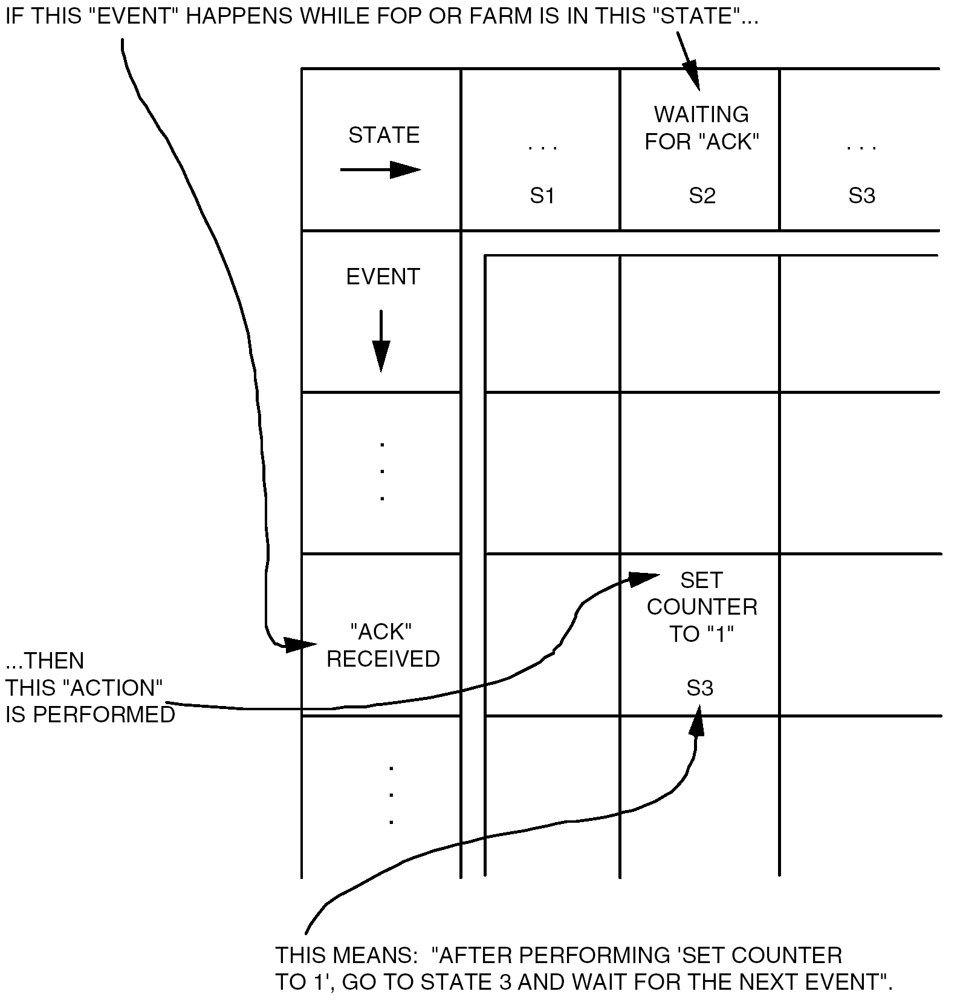 IF THIS "EVENT" HAPPENS WHILE FOP OR FARM IS IN THIS "STATE"...
STATE
. . .
S1
WAITING
FOR "ACK"
S2
. . .
S3
EVENT
.
.
.
"ACK"
RECEIVED
SET
COUNTER
TO "1"
S3
...THEN
THIS "ACTION"
IS PERFORMED
.
.
.
THIS MEANS: "AFTER PERFORMING 'SET COUNTER
TO 1', GO TO STATE 3 AND WAIT FOR THE NEXT EVENT".